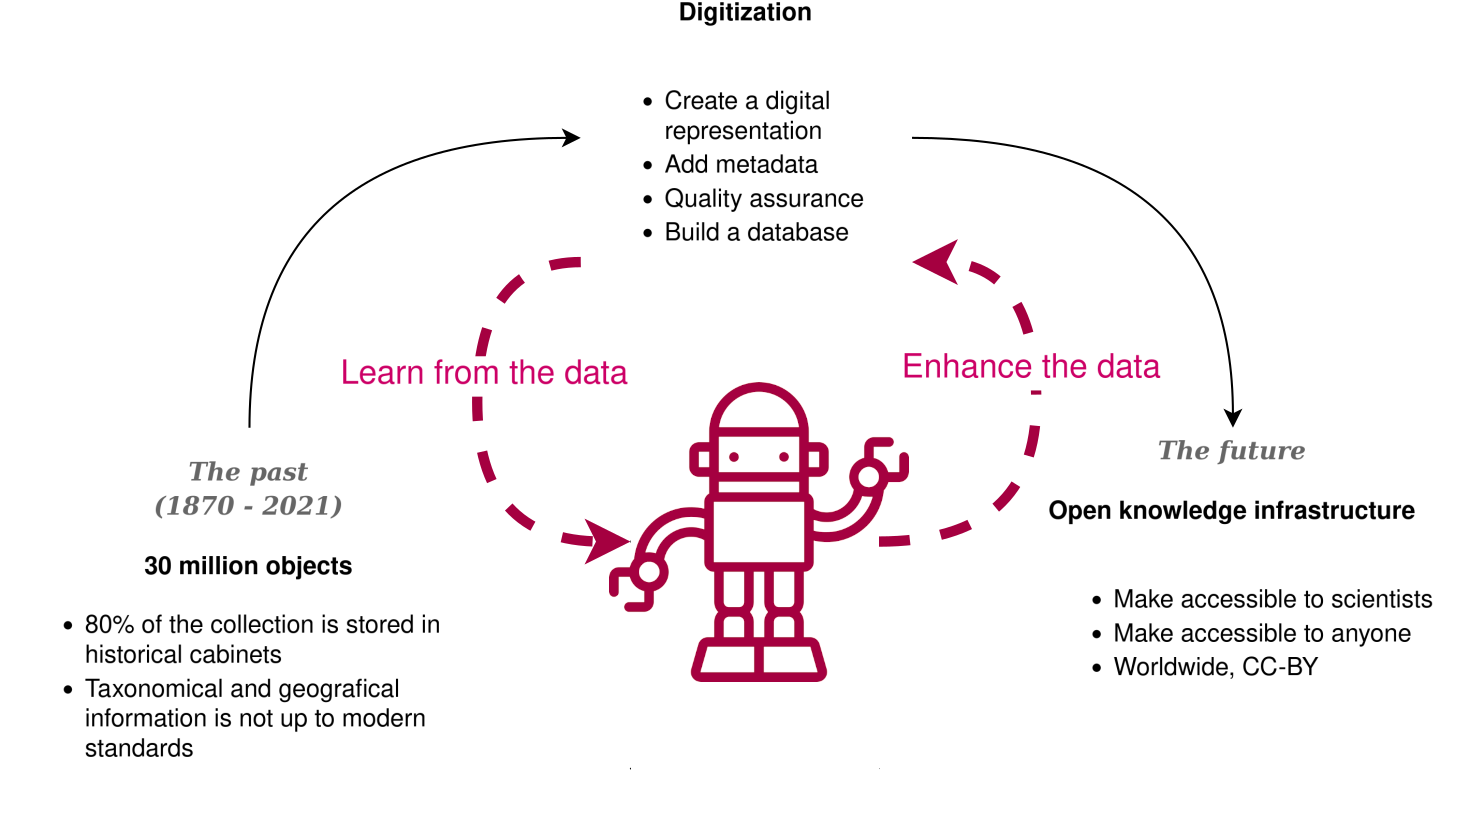 Digitization
• Create a digital
representation
• Add metadata
• Quality assurance
• Build a database
Learn from the data
Enhance the data
The past
(1870 - 2021)
30 million objects
• 80% of the collection is stored in
historical cabinets
• Taxonomical and geografical
information is not up to modern
standards
The future
Open knowledge infrastructure
• Make accessible to scientists
• Make accessible to anyone
• Worldwide, CC-BY